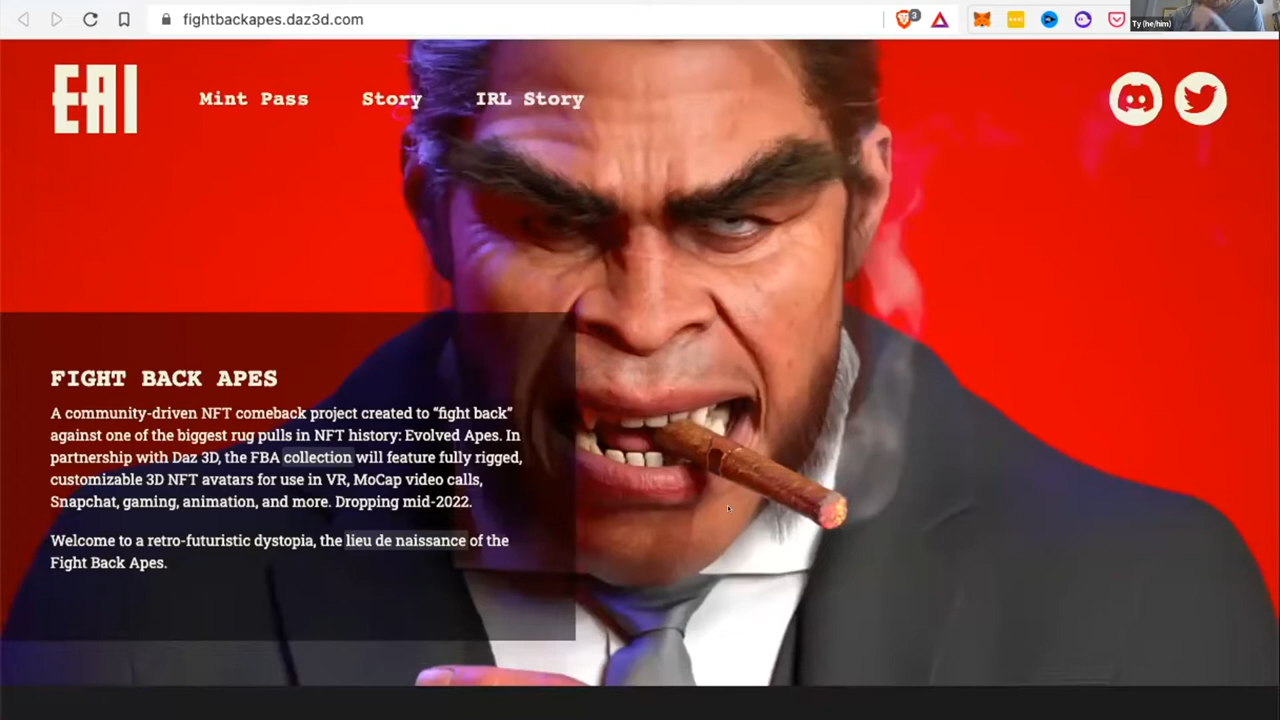 fightbackapes.daz3d.com
3
Ty (he/him)
EAI
Mint Pass
Story
IRL Story
FIGHT BACK APES
A community-driven NFT comeback project created to “fight back”
against one of the biggest rug pulls in NFT history: Evolved Apes. In
partnership with Daz 3D, the FBA collection will feature fully rigged,
customizable 3D NFT avatars for use in VR, MoCap video calls,
Snapchat, gaming, animation, and more. Dropping mid-2022.
Welcome to a retro-futuristic dystopia, the lieu de naissance of the
Fight Back Apes.